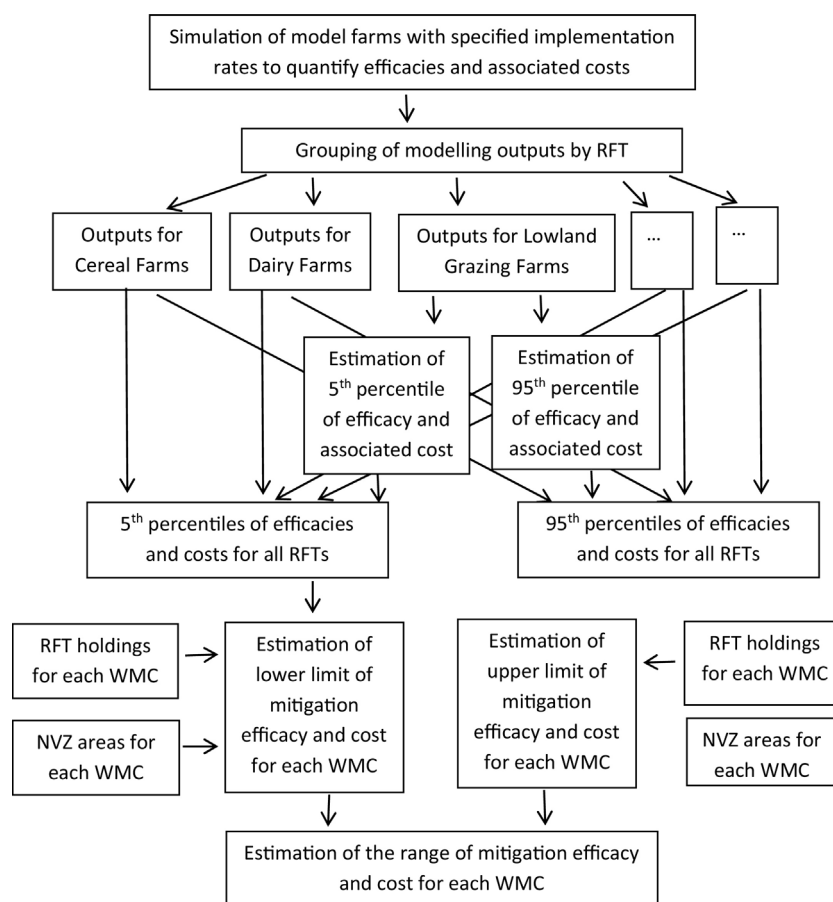 Simulation of model farms with specified implementation
rates to quantify efficacies and associated costs
Grouping of modelling outputs by RFT
Outputs for
Cereal Farms
Outputs for
Dairy Farms
Outputs for Lowland
Grazing Farms
...
...
Estimation of
5th percentile
of efficacy and
associated cost
Estimation of
95th percentile
of efficacy and
associated cost
5th percentiles of efficacies
and costs for all RFTs
95th percentiles of efficacies
and costs for all RFTs
RFT holdings
for each WMC
NVZ areas for
each WMC
Estimation of
lower limit of
mitigation
efficacy and cost
for each WMC
Estimation of
upper limit of
mitigation
efficacy and cost
for each WMC
RFT holdings
for each WMC
NVZ areas for
each WMC
Estimation of the range of mitigation efficacy
and cost for each WMC